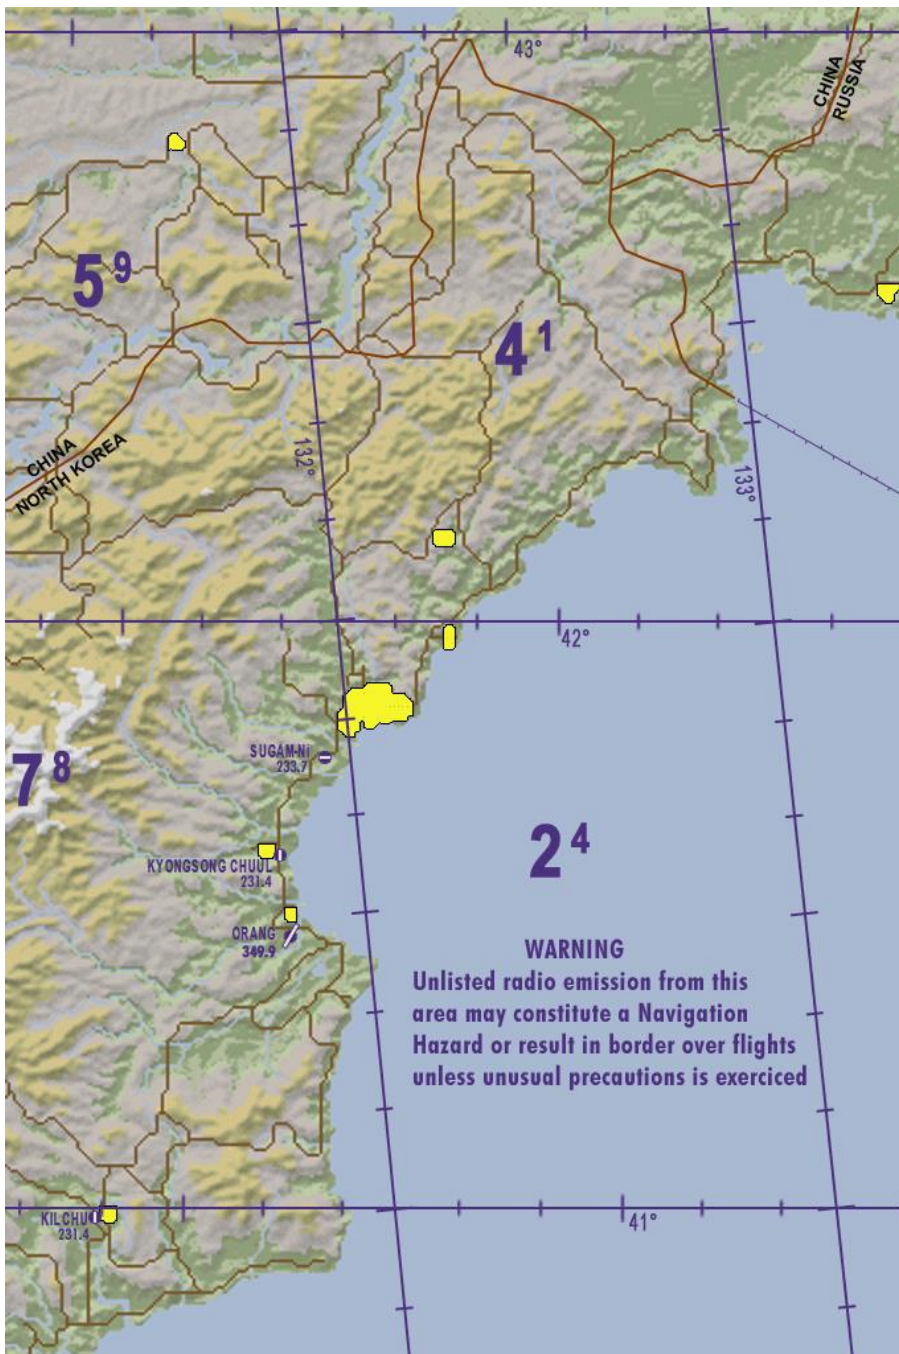 43°
CHINA
RUSSIA
5 9
4 1
CHINA
NORTH KOREA
132°
133°
42°
SUGAM-Ni
233.7
7 8
2 4
KYONGSONG CHUUL
231.4
ORANG
349.9
WARNING
Unlisted radio emission from this
area may constitute a Navigation
Hazard or result in border over flights
unless unusual precautions is exerciced
KILCHU
231.4
41°